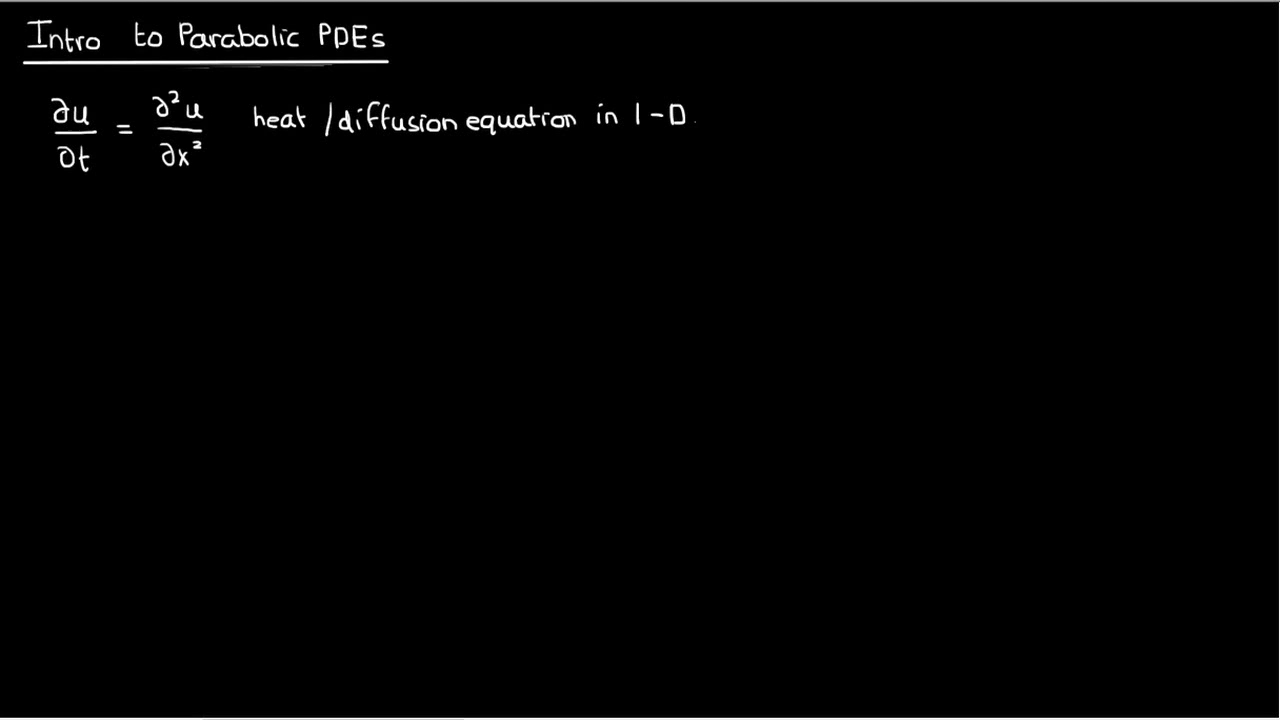 Intro to Parabolic PDEs
∂u/∂t = ∂²u/∂x² heat /diffusion equation in 1-D.